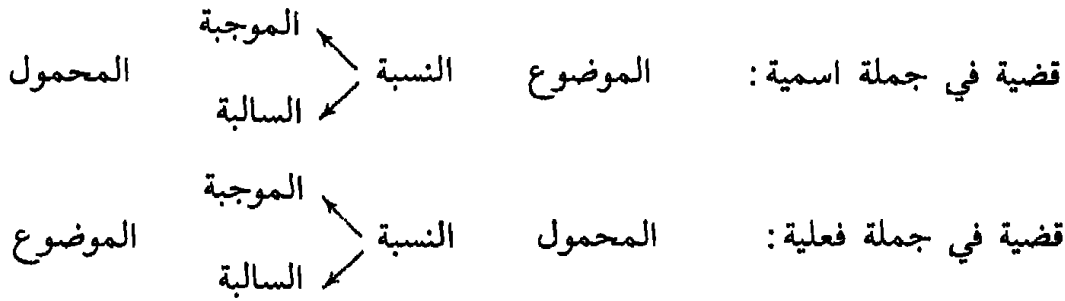 الموجبة
قضية في جملة اسمية : الموضوع النسبة المحمول
السالبة
الموجبة
قضية في جملة فعلية : المحمول النسبة الموضوع
السالبة